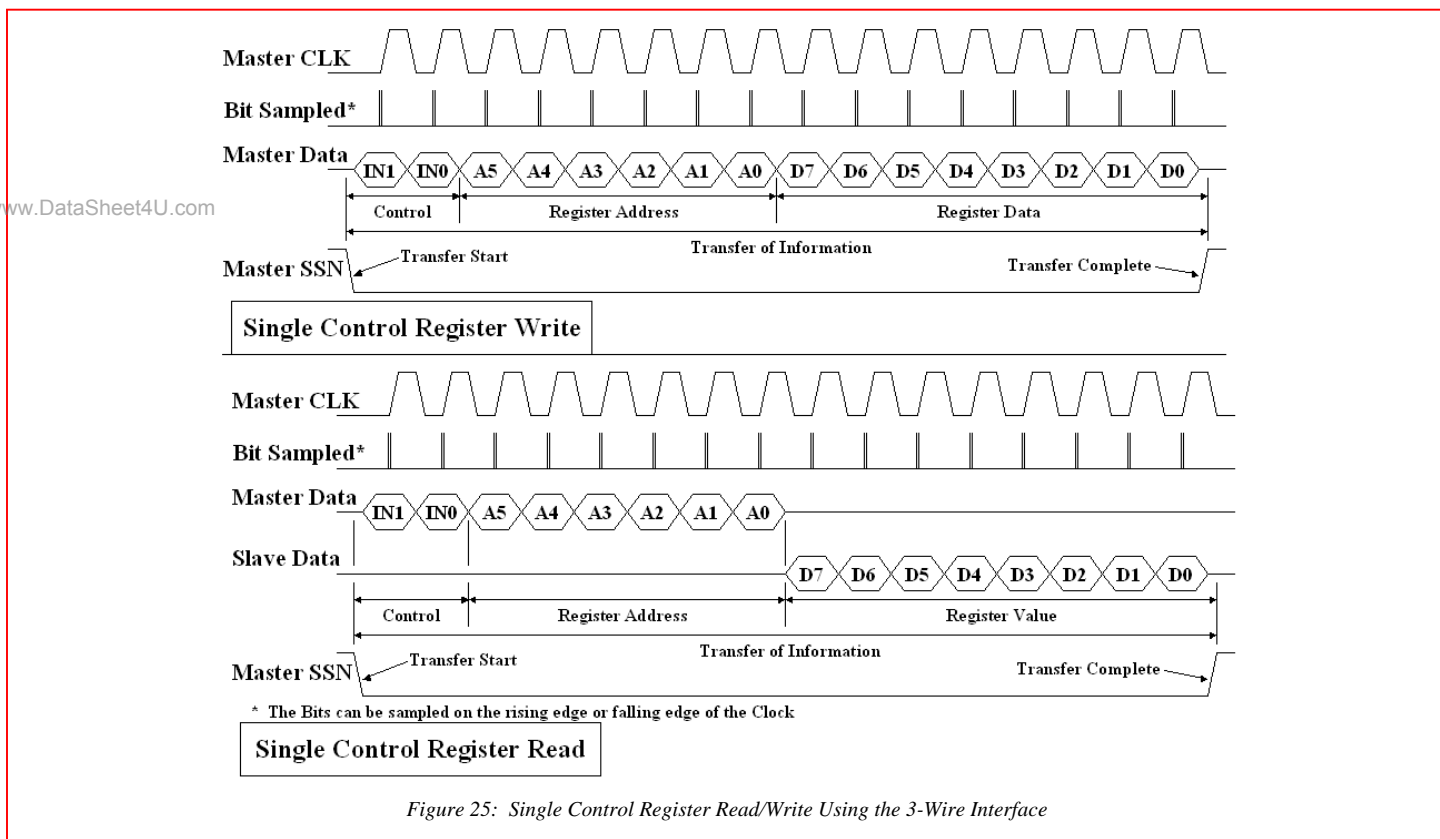 Master CLK
Bit Sampled*
Master Data IN1 IN0 A5 A4 A3 A2 A1 A0 D7 D6 D5 D4 D3 D2 D1 D0
www.DataSheet4U.com
Control Register Address Register Data
Transfer of Information
Master SSN Transfer Start Transfer Complete
Single Control Register Write
Master CLK
Bit Sampled*
Master Data IN1 IN0 A5 A4 A3 A2 A1 A0
Slave Data D7 D6 D5 D4 D3 D2 D1 D0
Control Register Address Register Value
Transfer of Information
Master SSN Transfer Start Transfer Complete
* The Bits can be sampled on the rising edge or falling edge of the Clock
Single Control Register Read
Figure 25: Single Control Register Read/Write Using the 3-Wire Interface